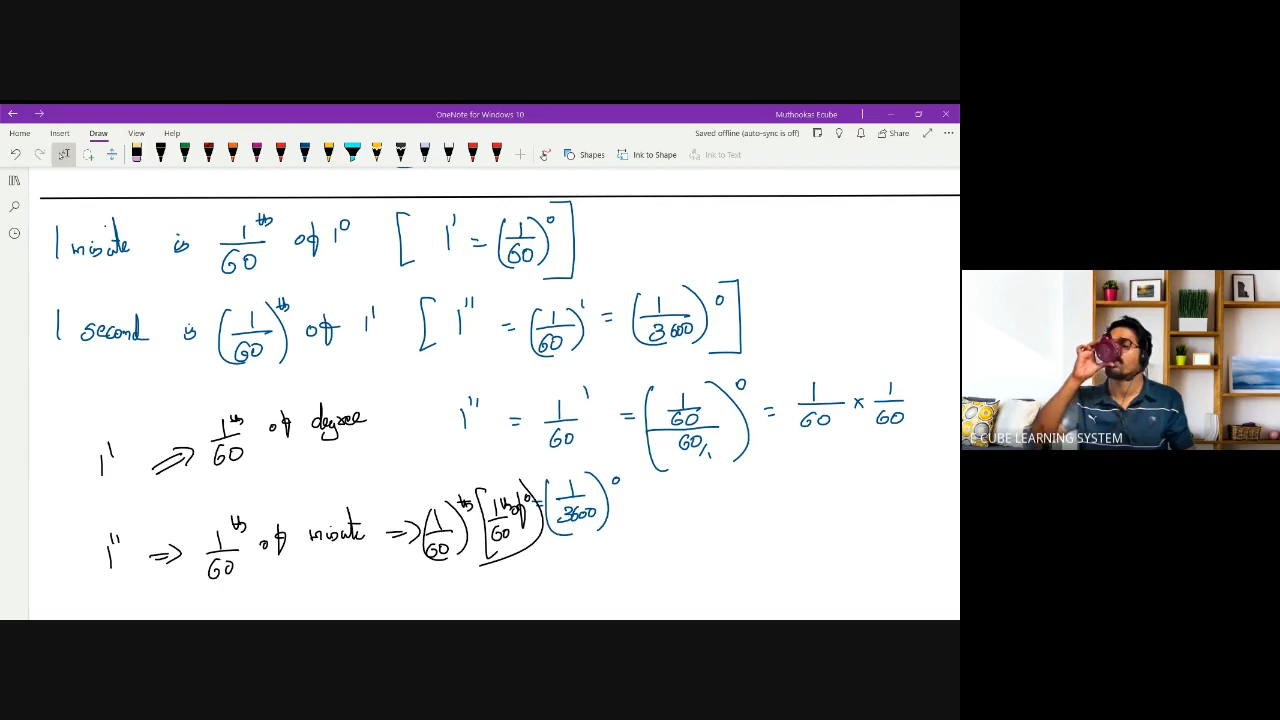 OneNote for Windows 10
Muthookas Ecube
Home Insert Draw View Help
Saved offline (auto-sync is off)
Share
Shapes Ink to Shape Ink to Text
1 minute is 1/60 th of 1° [ 1' = (1/60)° ]
1 second is (1/60)th of 1' [ 1'' = (1/60)' = (1/3600)° ]
1'' = 1/60' = (1/60 / 60/1)° = 1/60 × 1/60
= (1/3600)°
1' ⇒ 1/60 th of degree
1'' ⇒ 1/60 th of minute ⇒ (1/60)th [1/60 th of °]
E CUBE LEARNING SYSTEM